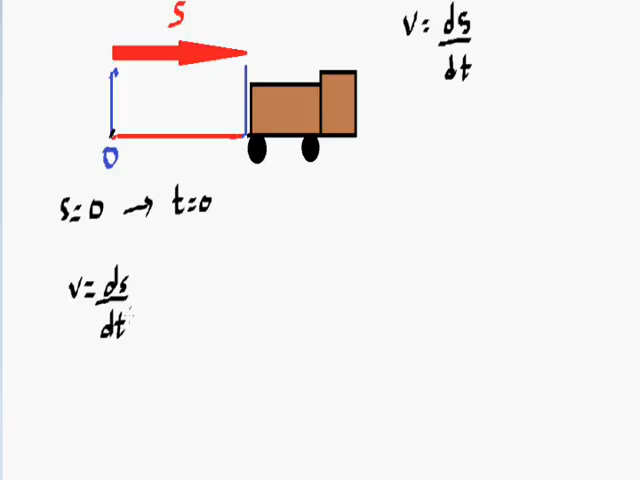 s
v = ds/dt
0
s=0 → t=0
v = ds/dt